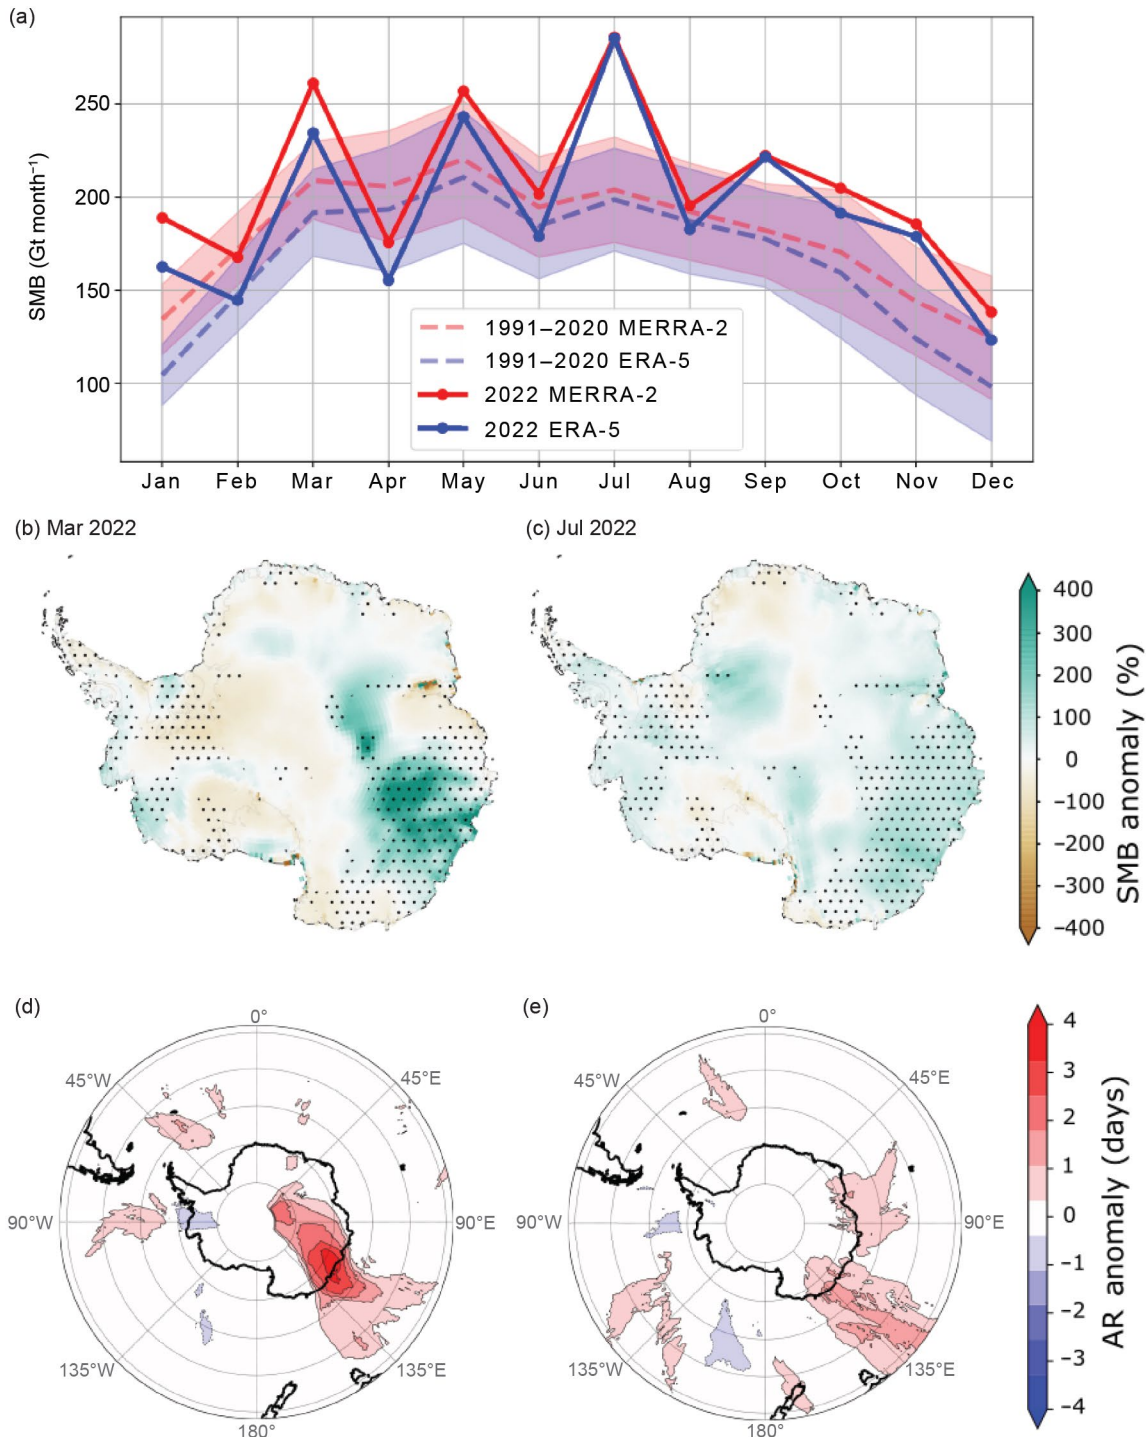 (a)
SMB (Gt month⁻¹)
250
200
150
100
1991–2020 MERRA-2
1991–2020 ERA-5
2022 MERRA-2
2022 ERA-5
Jan Feb Mar Apr May Jun Jul Aug Sep Oct Nov Dec
(b) Mar 2022
(c) Jul 2022
400
300
200
100
0
−100
−200
−300
−400
SMB anomaly (%)
(d)
0°
45°W
45°E
90°W
90°E
135°W
135°E
180°
(e)
0°
45°W
45°E
90°W
90°E
135°W
135°E
180°
4
3
2
1
0
−1
−2
−3
−4
AR anomaly (days)